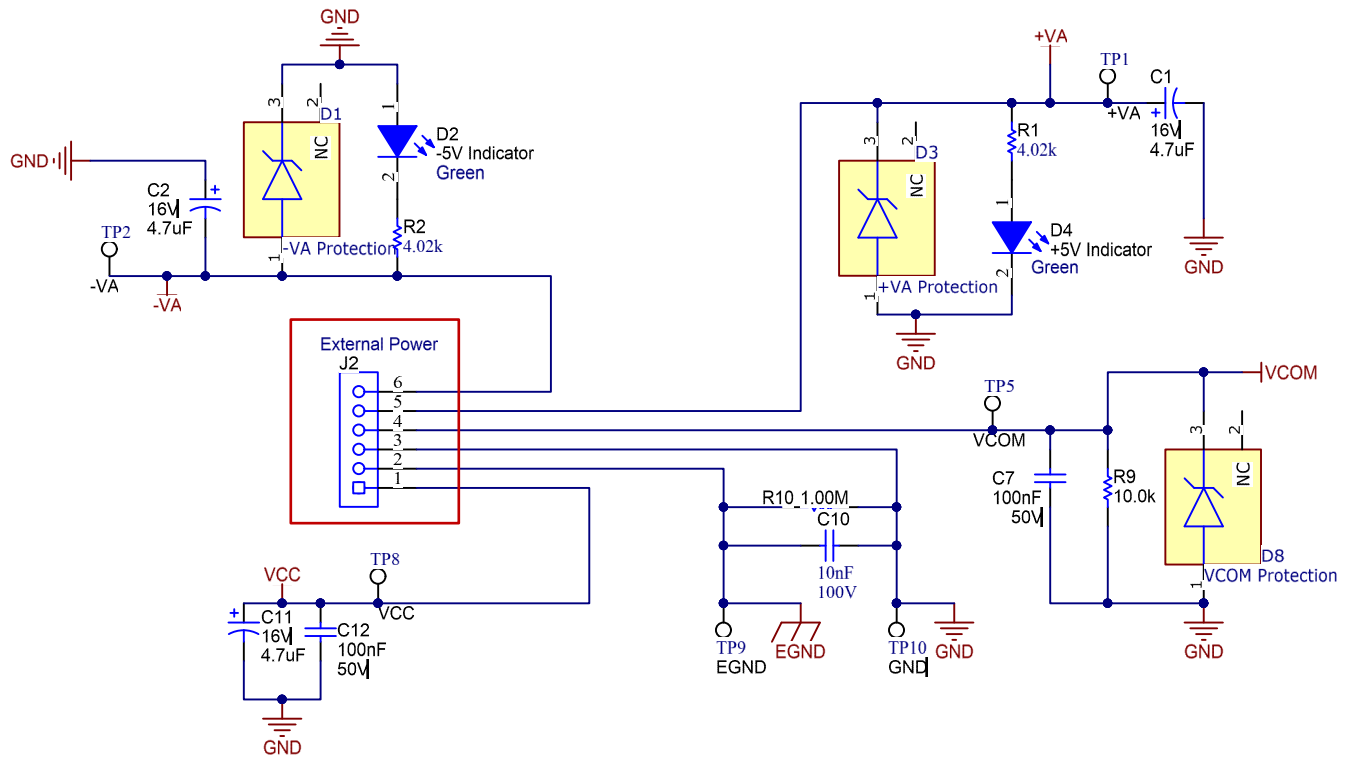 GND
3
2
D1
NC
1
D2
-5V Indicator
Green
2
GND
C2
+
16V
4.7uF
TP2
-VA
-VA
-VA Protection
1
R2
4.02k
+VA
TP1
+VA
C1
+
16V
4.7uF
GND
3
2
D3
NC
R1
4.02k
1
D4
+5V Indicator
Green
2
+VA Protection
1
GND
External Power
J2
6
5
4
3
2
1
TP5
VCOM
VCOM
C7
100nF
50V
R9
10.0k
3
2
NC
D8
VCOM Protection
1
GND
R10 1.00M
C10
10nF
100V
TP9
EGND
EGND
TP10
GND
GND
VCC
TP8
VCC
+
C11
16V
4.7uF
C12
100nF
50V
GND